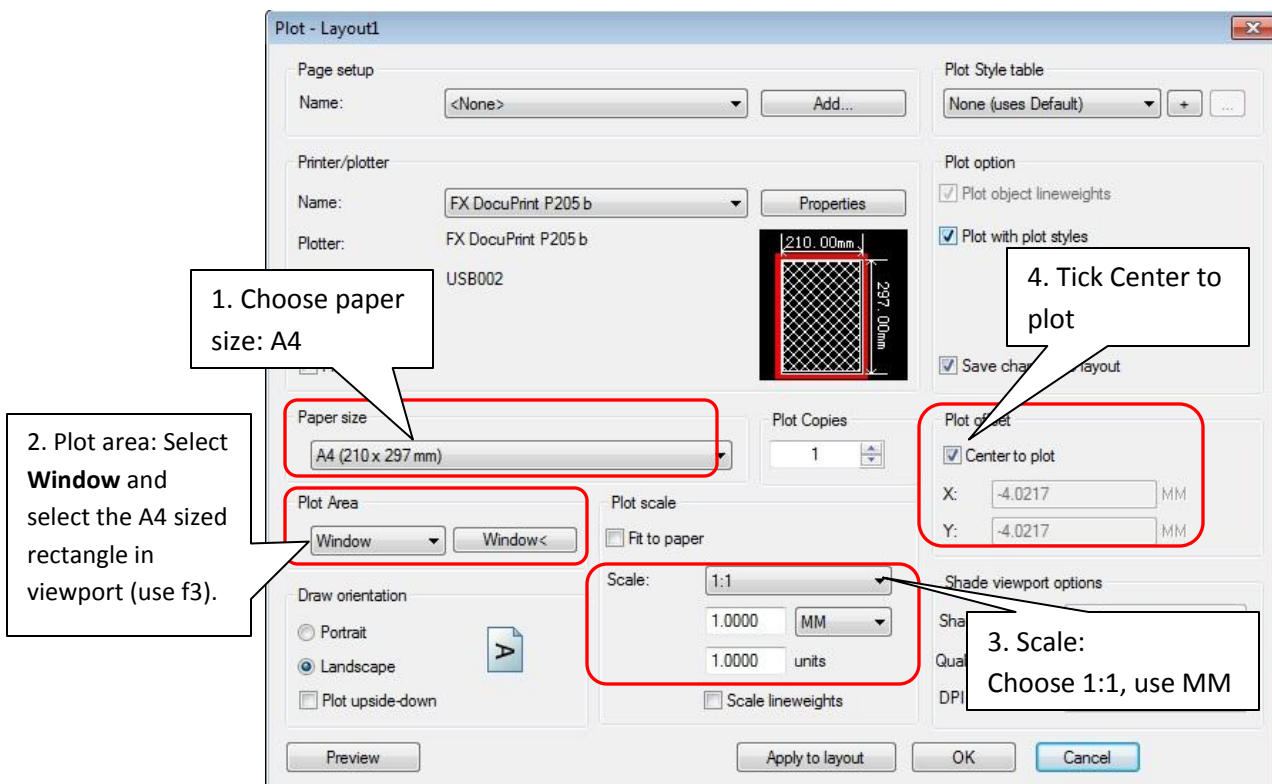 Plot - Layout1
Page setup
Name:
<None>
Add...
Plot Style table
None (uses Default)
+
...
Printer/plotter
Name:
FX DocuPrint P205 b
Properties
Plotter:
FX DocuPrint P205 b
USB002
210.00mm
297.00mm
Plot option
Plot object lineweights
Plot with plot styles
Save layout
1. Choose paper
size: A4
4. Tick Center to
plot
Paper size
A4 (210 x 297 mm)
Plot Copies
1
Plot offset
Center to plot
X:
-4.0217
MM
Y:
-4.0217
MM
2. Plot area: Select
Window and
select the A4 sized
rectangle in
viewport (use f3).
Plot Area
Window
Window<
Plot scale
Fit to paper
Scale:
1:1
1.0000
MM
1.0000
units
Scale lineweights
Draw orientation
Portrait
Landscape
Plot upside-down
A
Shade viewport options
3. Scale:
Choose 1:1, use MM
DPI
Preview
Apply to layout
OK
Cancel